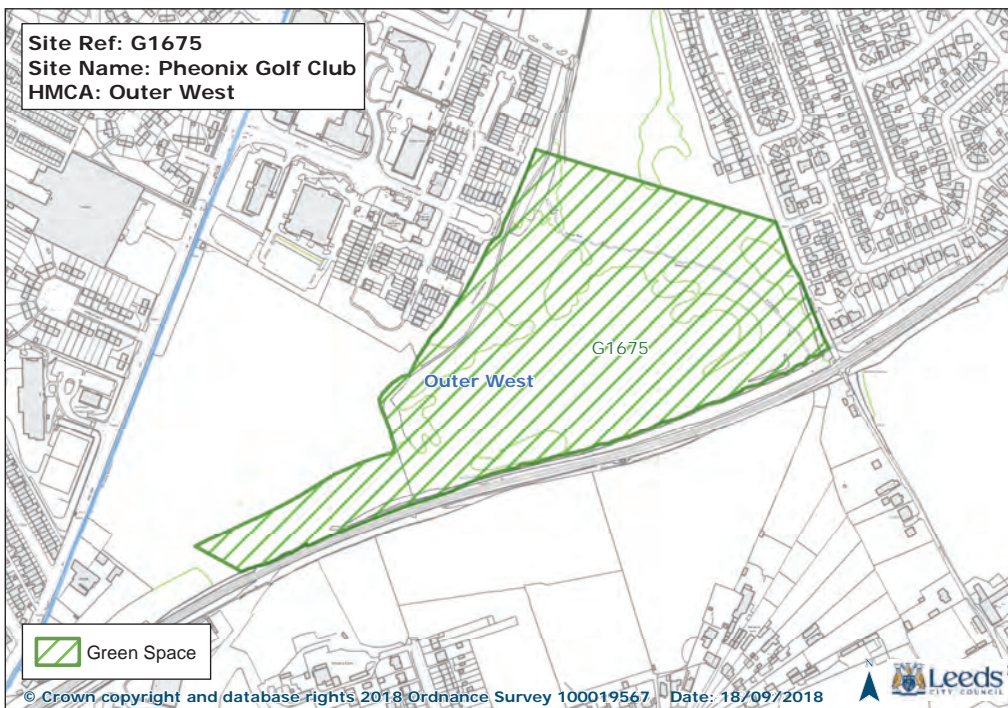 Site Ref: G1675
Site Name: Pheonix Golf Club
HMCA: Outer West
G1675
Outer West
Green Space
© Crown copyright and database rights 2018 Ordnance Survey 100019567 Date: 18/09/2018
N
Leeds
CITY COUNCIL